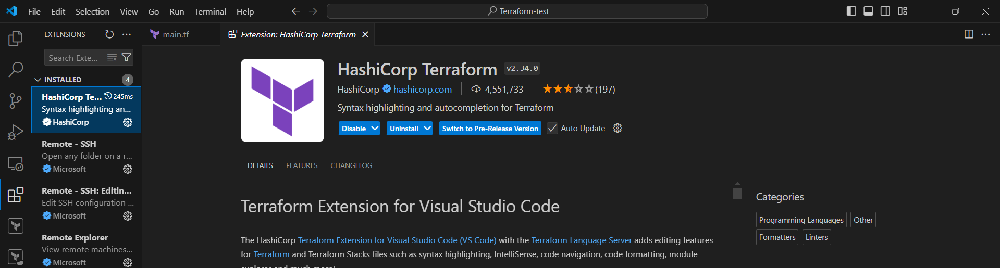 File Edit Selection View Go Run Terminal Help
Terraform-test
EXTENSIONS
Search Exte...
INSTALLED 4
HashiCorp Te... 245ms
Syntax highlighting an...
HashiCorp
Remote - SSH
Open any folder on a r...
Microsoft
Remote - SSH: Editin...
Edit SSH configuration ...
Microsoft
Remote Explorer
View remote machines...
Microsoft
main.tf
Extension: HashiCorp Terraform
HashiCorp Terraform v2.34.0
HashiCorp hashicorp.com 4,551,733 (197)
Syntax highlighting and autocompletion for Terraform
Disable Uninstall Switch to Pre-Release Version Auto Update
DETAILS FEATURES CHANGELOG
Terraform Extension for Visual Studio Code
The HashiCorp Terraform Extension for Visual Studio Code (VS Code) with the Terraform Language Server adds editing features
for Terraform and Terraform Stacks files such as syntax highlighting, IntelliSense, code navigation, code formatting, module
explorer and much more!
Categories
Programming Languages Other
Formatters Linters